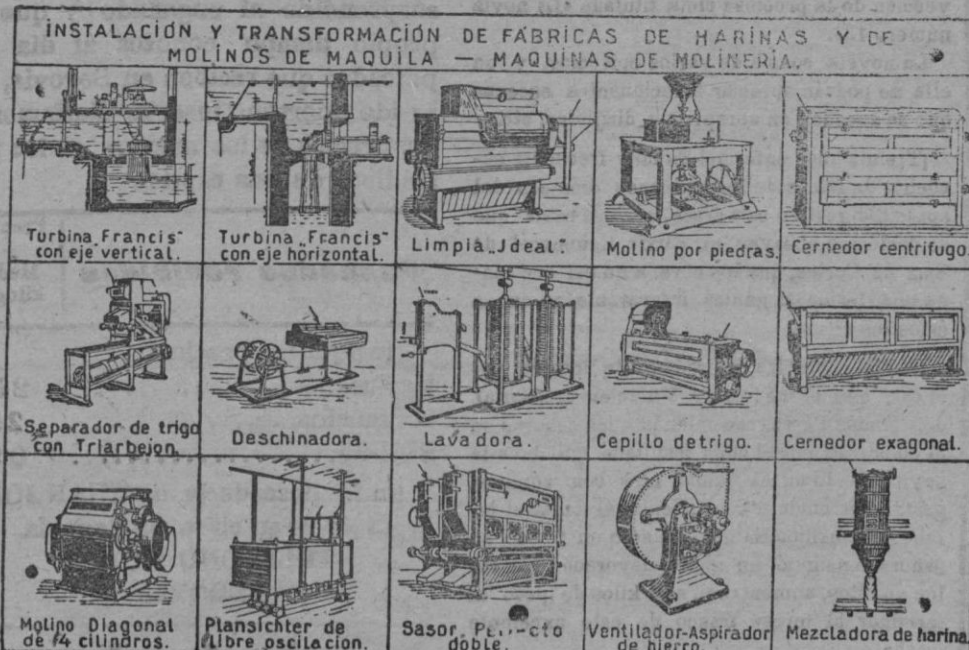 INSTALACIÓN Y TRANSFORMACIÓN DE FÁBRICAS DE HARINAS Y DE
MOLINOS DE MAQUILA — MAQUINAS DE MOLINERÍA.
Turbina „Francis"
con eje vertical.
Turbina „Francis"
con eje horizontal.
Limpia „Jdeal".
Molino por piedras.
Cernedor centrífugo.
Separador de trigo
con Triarbejon.
Deschinadora.
Lavadora.
Cepillo de trigo.
Cernedor exagonal.
Molino Diagonal
de 4 cilindros.
Plansichter de
libre oscilacion.
Sasor
doble.
Ventilador-Aspirador
de hierro.
Mezcladora de harina.